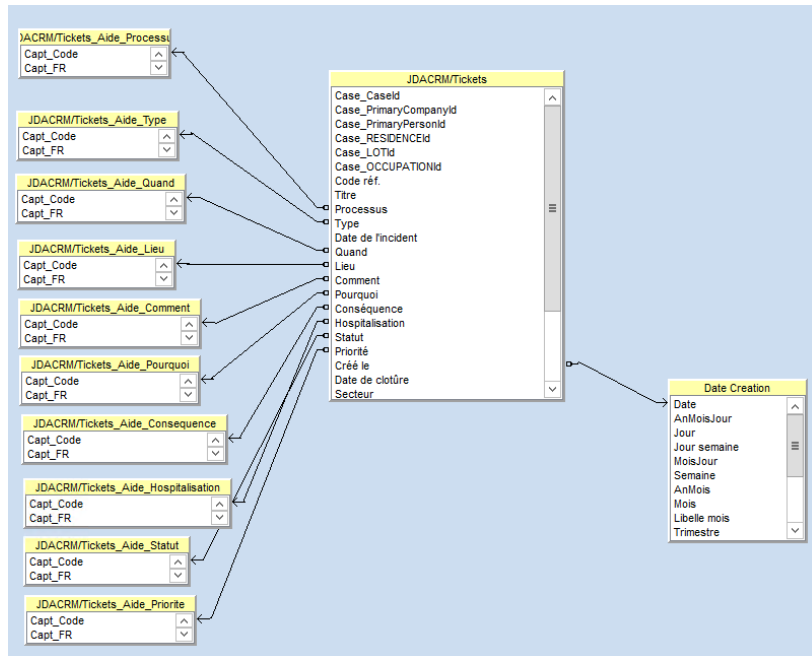 JDACRM/Tickets_Aide_Processu
Capt_Code
Capt_FR
JDACRM/Tickets_Aide_Type
Capt_Code
Capt_FR
JDACRM/Tickets_Aide_Quand
Capt_Code
Capt_FR
JDACRM/Tickets_Aide_Lieu
Capt_Code
Capt_FR
JDACRM/Tickets_Aide_Comment
Capt_Code
Capt_FR
JDACRM/Tickets_Aide_Pourquoi
Capt_Code
Capt_FR
JDACRM/Tickets_Aide_Consequence
Capt_Code
Capt_FR
JDACRM/Tickets_Aide_Hospitalisation
Capt_Code
Capt_FR
JDACRM/Tickets_Aide_Statut
Capt_Code
Capt_FR
JDACRM/Tickets_Aide_Priorite
Capt_Code
Capt_FR
JDACRM/Tickets
Case_CaseId
Case_PrimaryCompanyId
Case_PrimaryPersonId
Case_RESIDENCEId
Case_LOTId
Case_OCCUPATIONId
Code réf.
Titre
Processus
Type
Date de l'incident
Quand
Lieu
Comment
Pourquoi
Conséquence
Hospitalisation
Statut
Priorité
Créé le
Date de clotûre
Secteur
Date Creation
Date
AnMoisJour
Jour
Jour semaine
MoisJour
Semaine
AnMois
Mois
Libelle mois
Trimestre